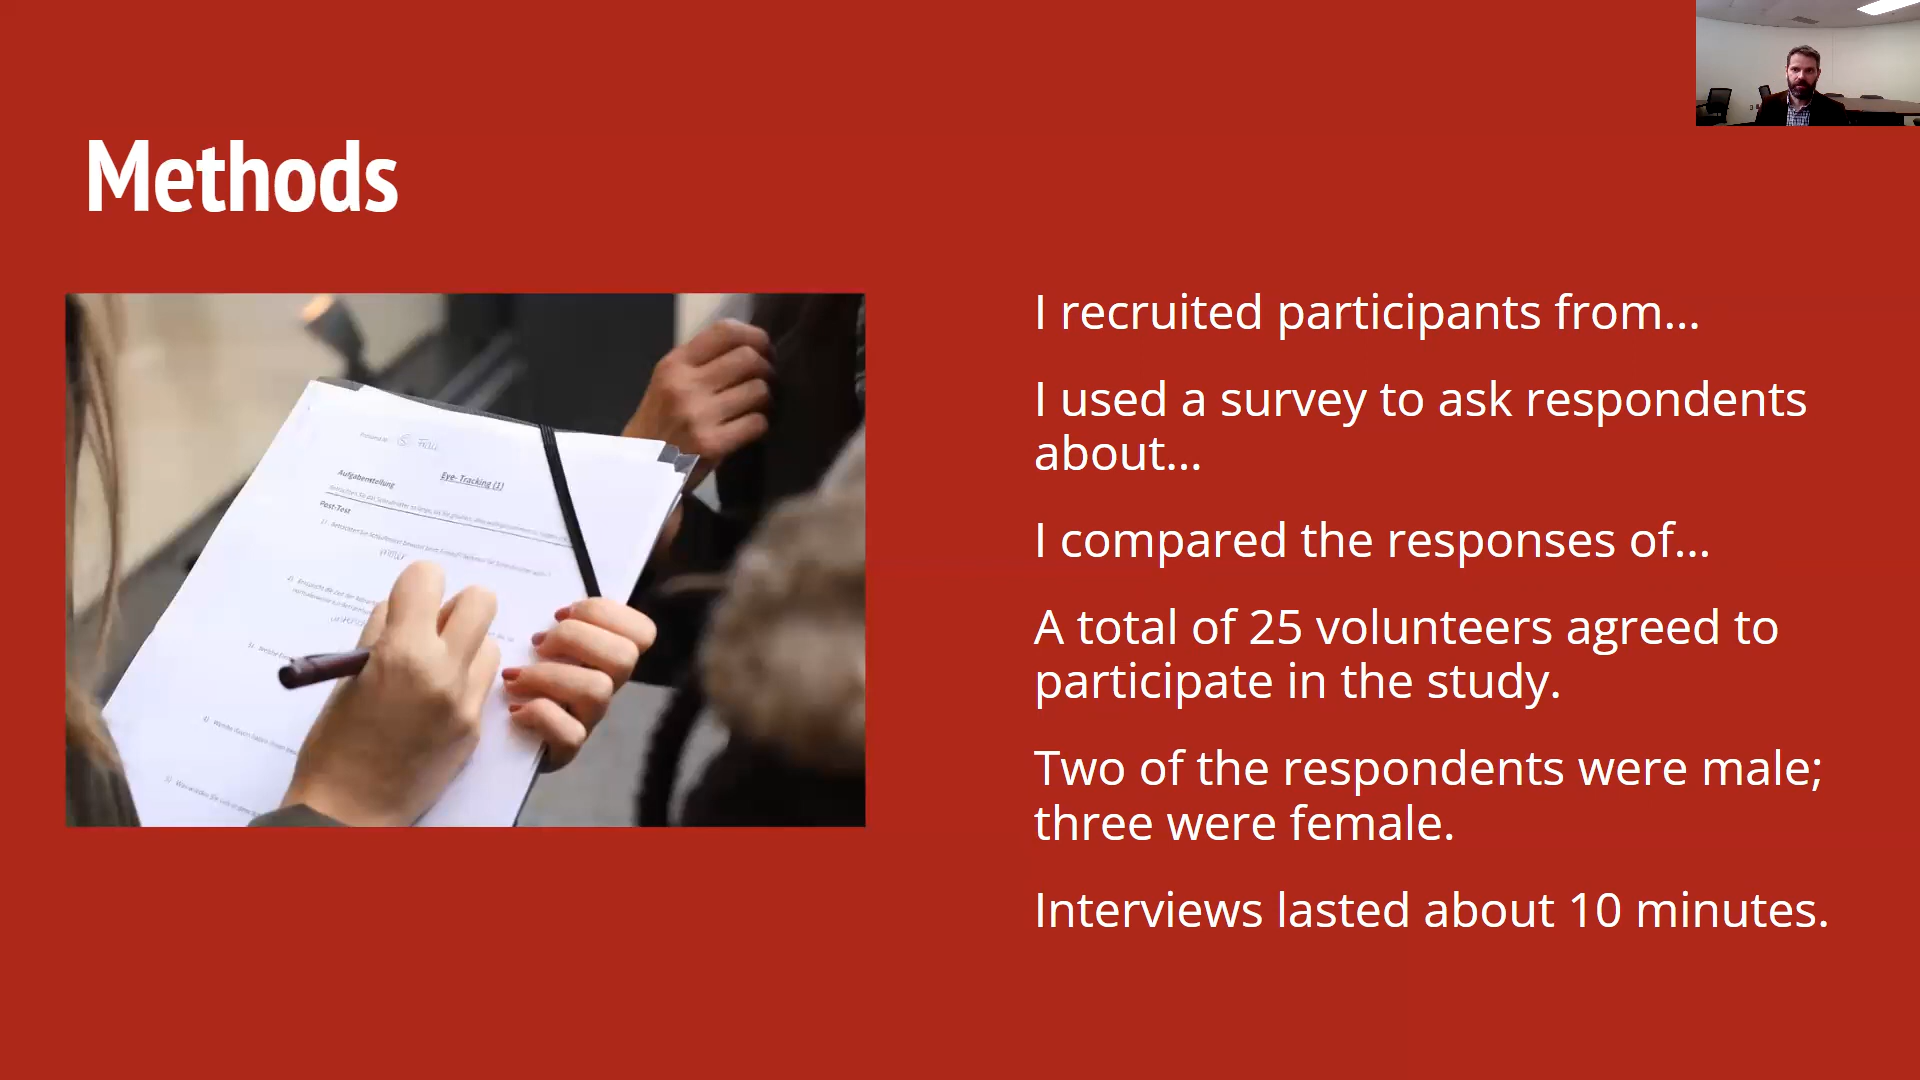 Methods
I recruited participants from...
I used a survey to ask respondents
about...
I compared the responses of...
A total of 25 volunteers agreed to
participate in the study.
Two of the respondents were male;
three were female.
Interviews lasted about 10 minutes.
Aufgabenstellung
Eye-Tracking (1)
Post-Test